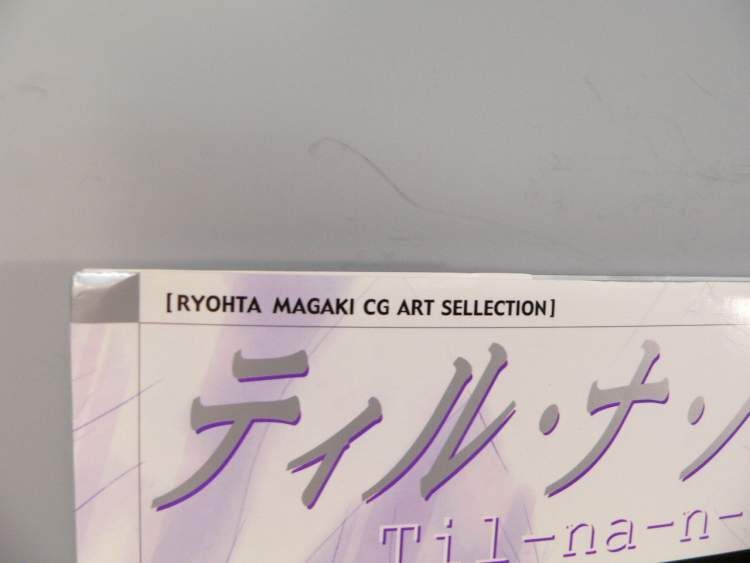 [RYOHTA MAGAKI CG ART SELLECTION]
ティル・ナ・
Til-na-n-